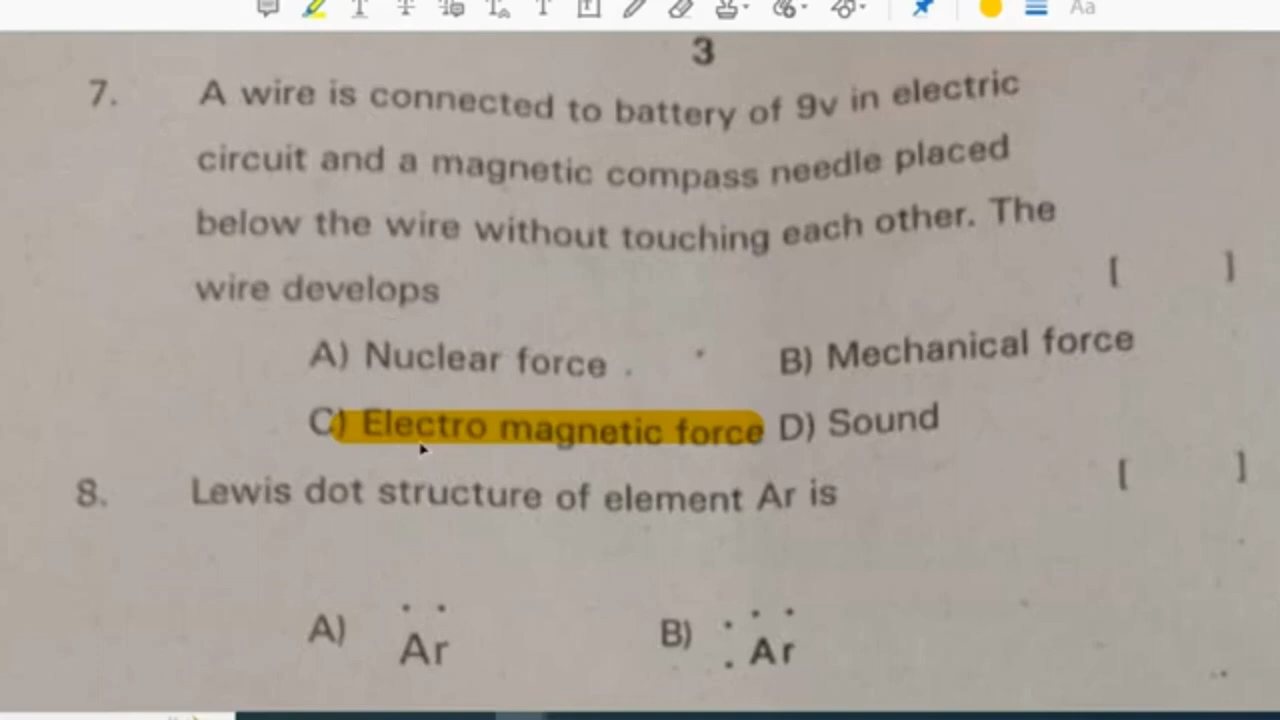 Aa
3
7. A wire is connected to battery of 9v in electric
circuit and a magnetic compass needle placed
below the wire without touching each other. The
wire develops [ ]
A) Nuclear force . B) Mechanical force
C) Electro magnetic force D) Sound
8. Lewis dot structure of element Ar is [ ]
A) Ar B) Ar